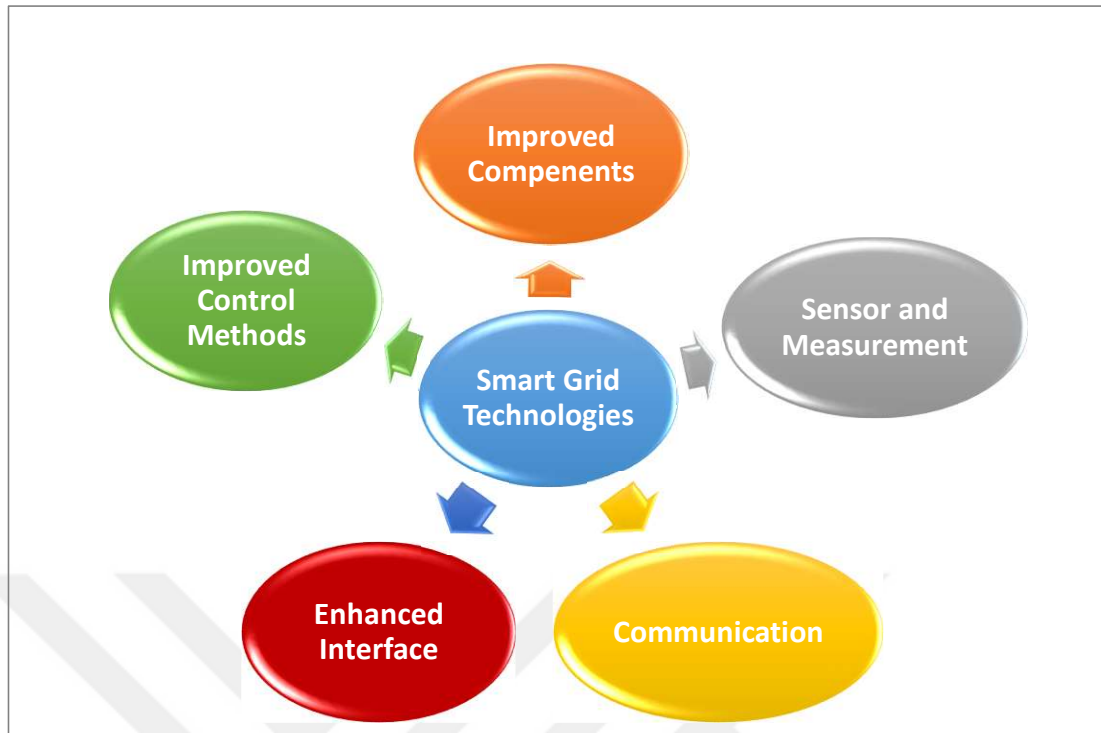 Improved
Compenents
Improved
Control
Methods
Sensor and
Measurement
Smart Grid
Technologies
Enhanced
Interface
Communication